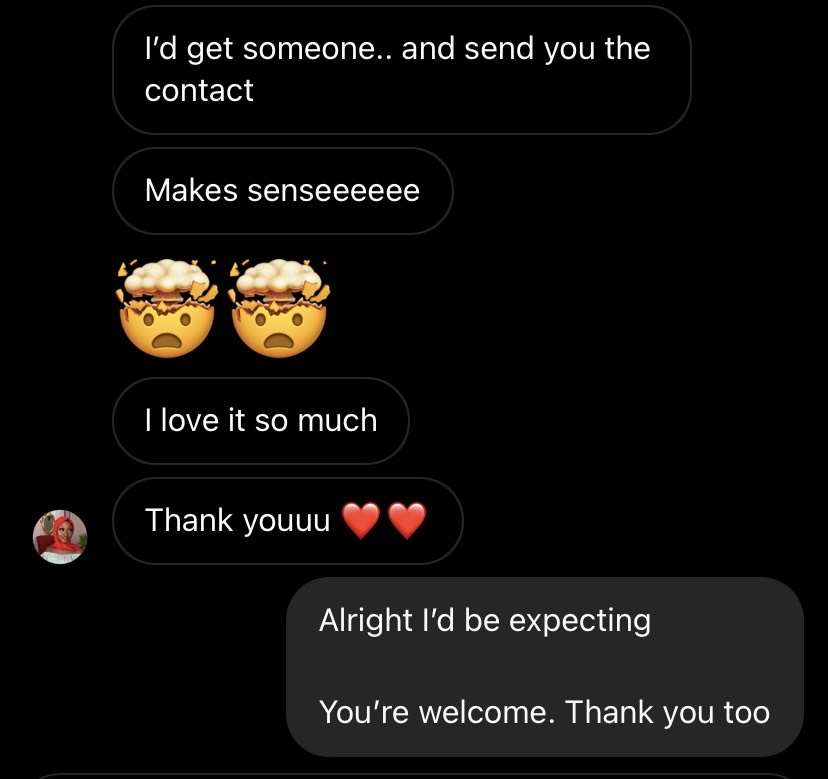 I’d get someone.. and send you the
contact
Makes senseeeeee
🤯🤯
I love it so much
Thank youuu ❤️❤️
Alright I’d be expecting
You’re welcome. Thank you too